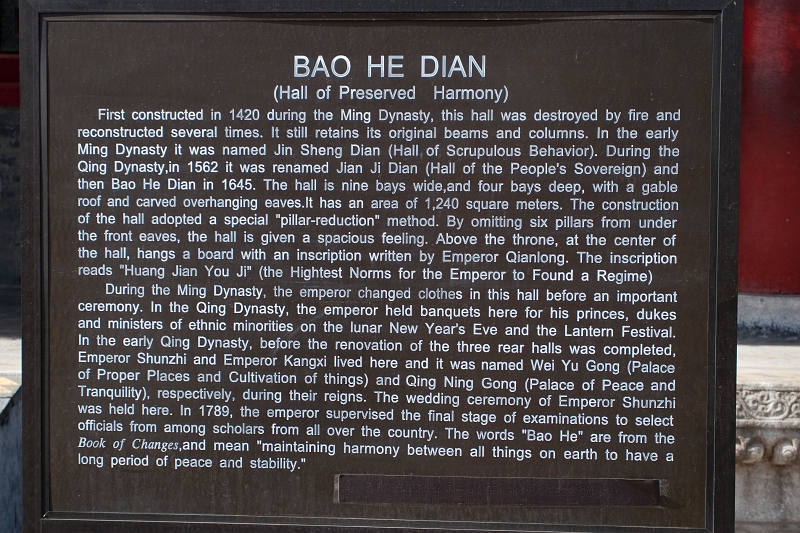 BAO HE DIAN
(Hall of Preserved Harmony)
First constructed in 1420 during the Ming Dynasty, this hall was destroyed by fire and
reconstructed several times. It still retains its original beams and columns. In the early
Ming Dynasty it was named Jin Sheng Dian (Hall of Scrupulous Behavior). During the
Qing Dynasty,in 1562 it was renamed Jian Ji Dian (Hall of the People's Sovereign) and
then Bao He Dian in 1645. The hall is nine bays wide,and four bays deep, with a gable
roof and carved overhanging eaves.It has an area of 1,240 square meters. The construction
of the hall adopted a special "pillar-reduction" method. By omitting six pillars from under
the front eaves, the hall is given a spacious feeling. Above the throne, at the center of
the hall, hangs a board with an inscription written by Emperor Qianlong. The inscription
reads "Huang Jian You Ji" (the Hightest Norms for the Emperor to Found a Regime)
During the Ming Dynasty, the emperor changed clothes in this hall before an important
ceremony. In the Qing Dynasty, the emperor held banquets here for his princes, dukes
and ministers of ethnic minorities on the lunar New Year's Eve and the Lantern Festival.
In the early Qing Dynasty, before the renovation of the three rear halls was completed,
Emperor Shunzhi and Emperor Kangxi lived here and it was named Wei Yu Gong (Palace
of Proper Places and Cultivation of things) and Qing Ning Gong (Palace of Peace and
Tranquility), respectively, during their reigns. The wedding ceremony of Emperor Shunzhi
was held here. In 1789, the emperor supervised the final stage of examinations to select
officials from among scholars from all over the country. The words "Bao He" are from the
Book of Changes,and mean "maintaining harmony between all things on earth to have a
long period of peace and stability."